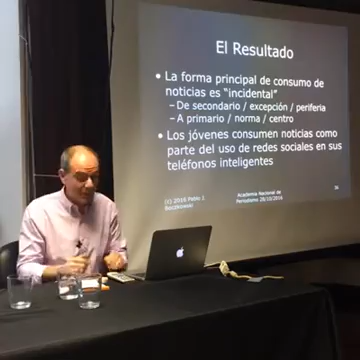 El Resultado
• La forma principal de consumo de
noticias es "incidental"
–De secundario / excepción / periferia
–A primario / norma / centro
• Los jóvenes consumen noticias como
parte del uso de redes sociales en sus
teléfonos inteligentes
(c) 2016 Pablo J.
Boczkowski
Academia Nacional de
Periodismo 26/10/2016